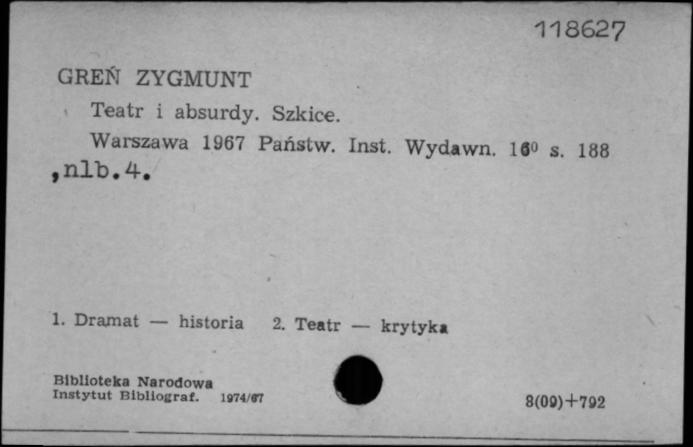 118627
GREŃ ZYGMUNT
Teatr i absurdy. Szkice.
Warszawa 1967 Państw. Inst. Wydawn. 16⁰ s. 188
,nlb.4.
1. Dramat — historia 2. Teatr — krytyka
Biblioteka Narodowa
Instytut Bibliograf. 1974/67
8(09)+792